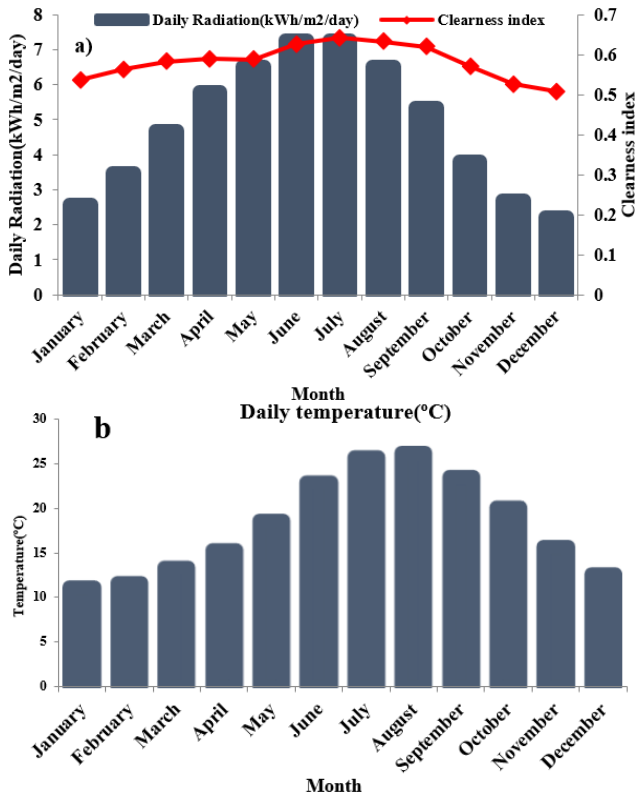 Daily Radiation(kWh/m2/day)
Clearness index
a)
Daily Radiation(kWh/m2/day)
8
7
6
5
4
3
2
1
0
0.7
0.6
0.5
0.4
0.3
0.2
0.1
0
Clearness index
January
February
March
April
May
June
July
August
September
October
November
December
Month
Daily temperature(ºC)
b
Temperature(ºC)
30
25
20
15
10
5
0
January
February
March
April
May
June
July
August
September
October
November
December
Month